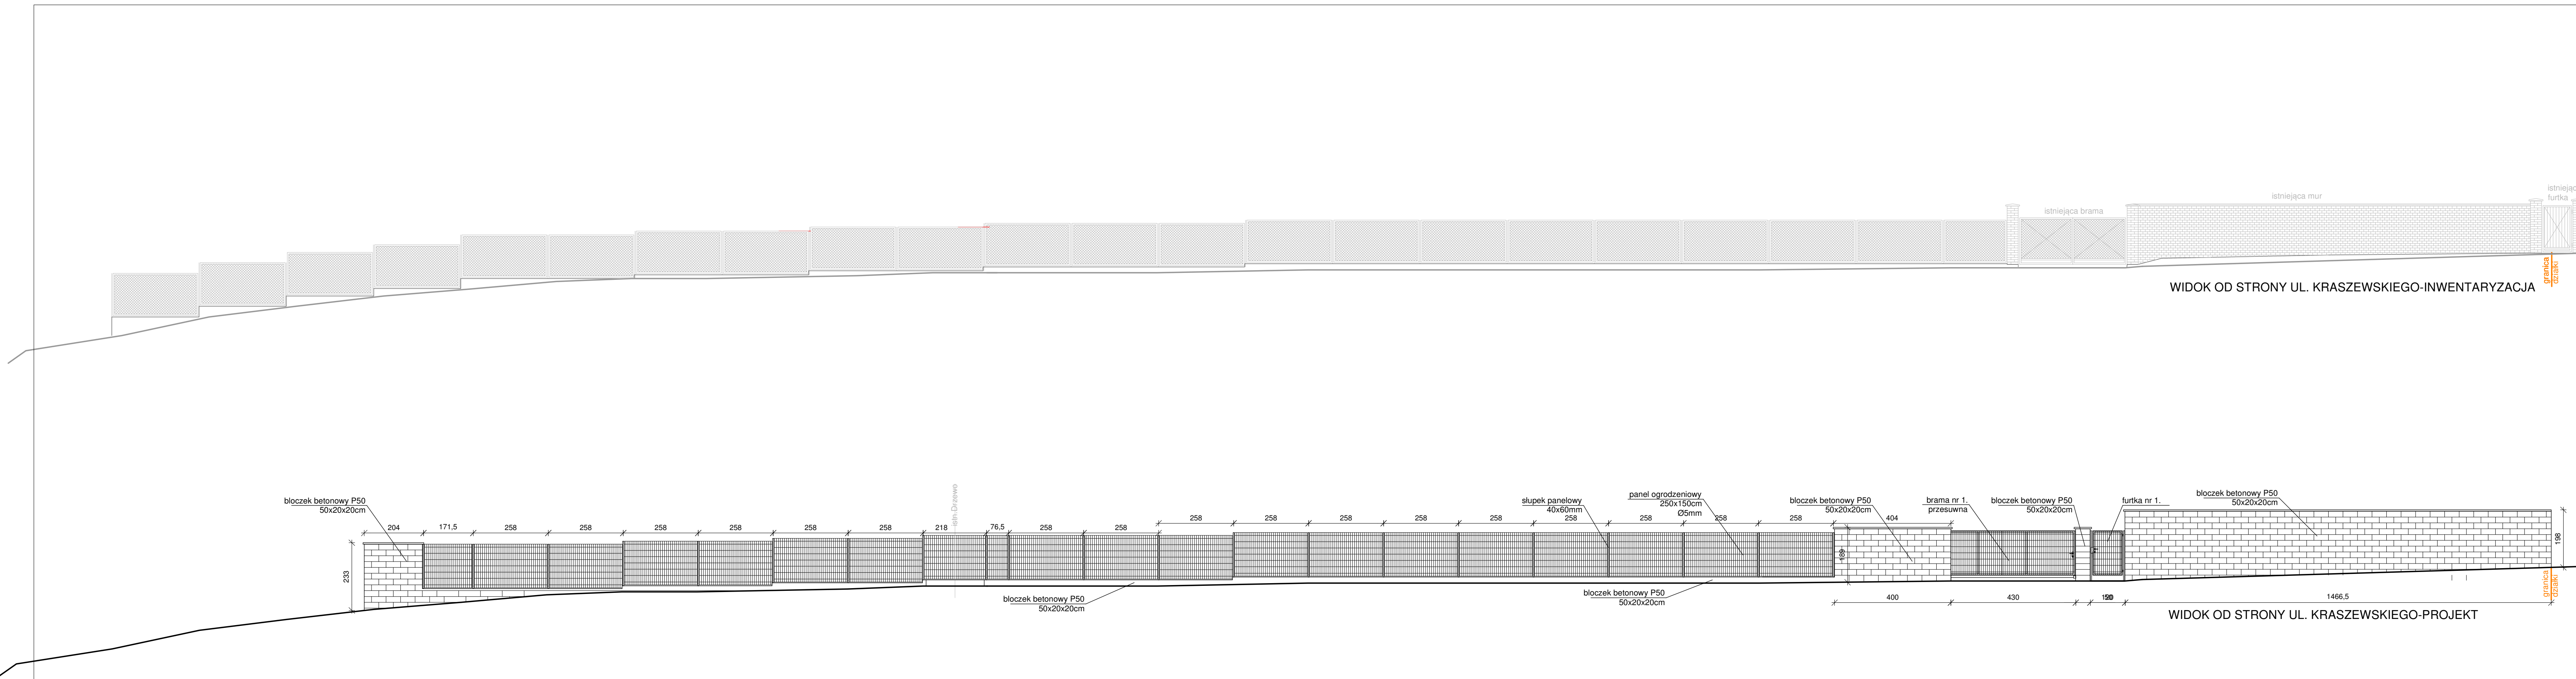 istniejąca brama
istniejąca mur
furtka
granica
działki
WIDOK OD STRONY UL. KRASZEWSKIEGO-INWENTARYZACJA
bloczek betonowy P50
50x20x20cm
istn.Drzewo
słupek panelowy
40x60mm
panel ogrodzeniowy
250x150cm
Ø5mm
bloczek betonowy P50
50x20x20cm
brama nr 1.
przesuwna
bloczek betonowy P50
50x20x20cm
furtka nr 1.
bloczek betonowy P50
50x20x20cm
204
171,5
258
258
258
258
258
258
218
76,5
258
258
258
258
258
258
258
258
258
258
258
404
233
189
198
bloczek betonowy P50
50x20x20cm
bloczek betonowy P50
50x20x20cm
400
430
1466,5
granica
działki
WIDOK OD STRONY UL. KRASZEWSKIEGO-PROJEKT